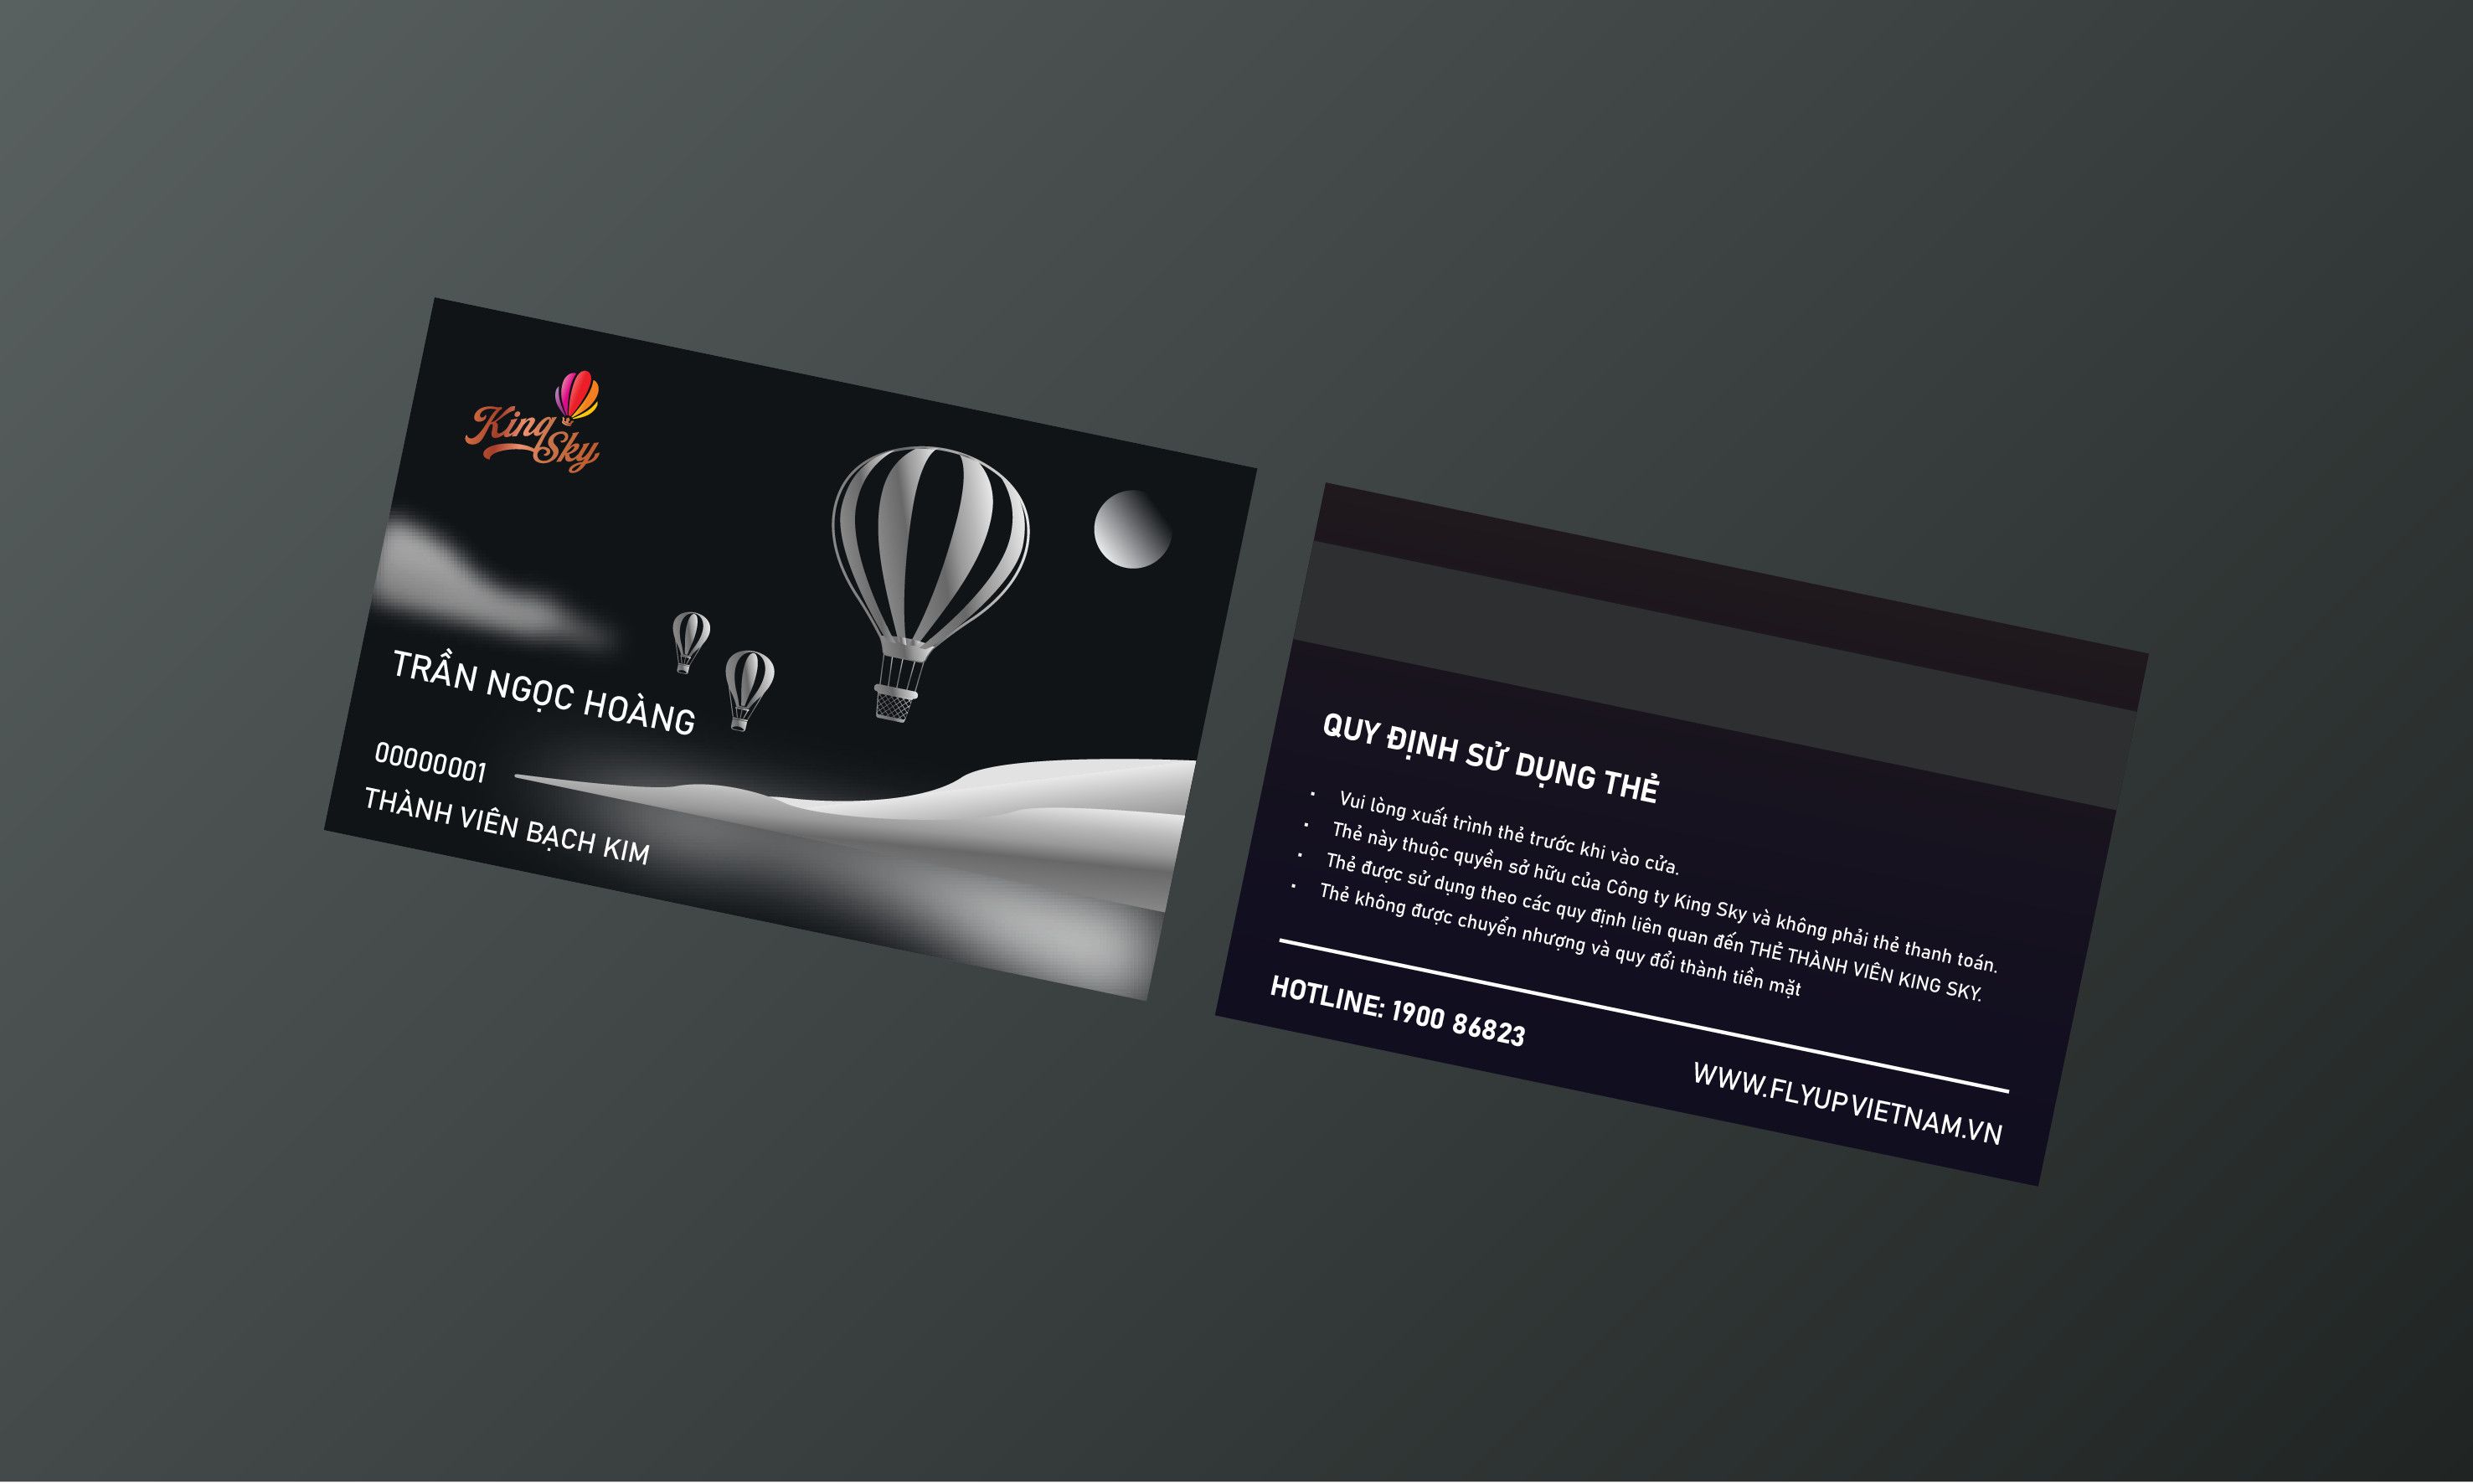 King
Sky
TRẦN NGỌC HOÀNG
00000001
THÀNH VIÊN BẠCH KIM
QUY ĐỊNH SỬ DỤNG THẺ
· Vui lòng xuất trình thẻ trước khi vào cửa.
· Thẻ này thuộc quyền sở hữu của Công ty King Sky và không phải thẻ thanh toán.
· Thẻ được sử dụng theo các quy định liên quan đến THẺ THÀNH VIÊN KING SKY.
· Thẻ không được chuyển nhượng và quy đổi thành tiền mặt
HOTLINE: 1900 86823
WWW.FLYUPVIETNAM.VN